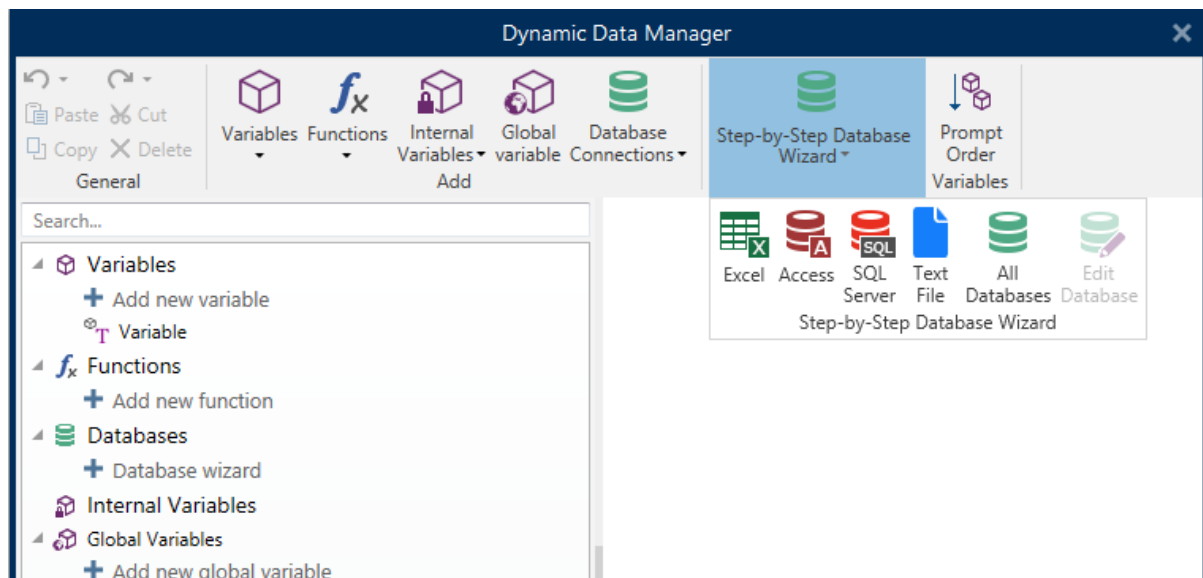 Dynamic Data Manager
Paste Cut
Copy Delete
General
Variables
Functions
Internal
Variables
Global
variable
Database
Connections
Add
Step-by-Step Database
Wizard
Prompt
Order
Variables
Search...
Excel
Access
SQL
SQL
Server
Text
File
All
Databases
Edit
Database
Step-by-Step Database Wizard
Variables
Add new variable
T Variable
fx Functions
Add new function
Databases
Database wizard
Internal Variables
Global Variables
Add new global variable